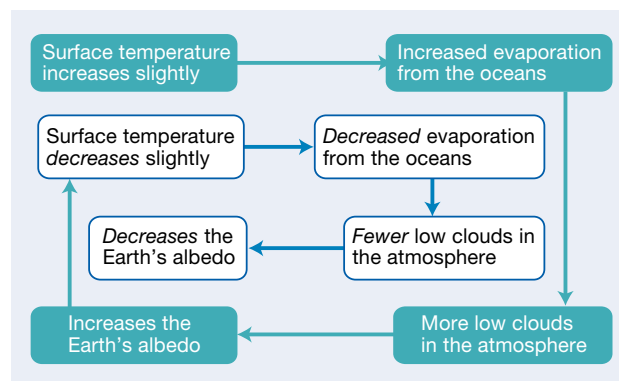 Surface temperature
increases slightly
Increased evaporation
from the oceans
Surface temperature
decreases slightly
Decreased evaporation
from the oceans
Decreases the
Earth's albedo
Fewer low clouds in
the atmosphere
Increases the
Earth's albedo
More low clouds
in the atmosphere